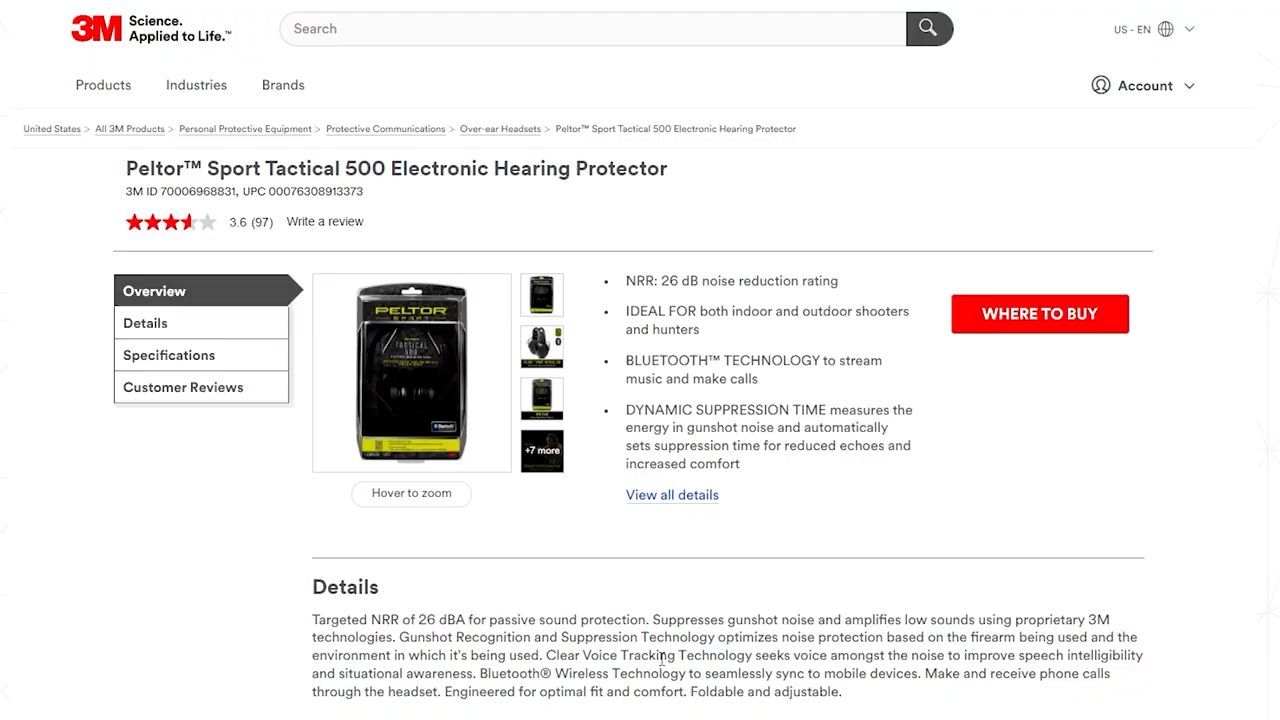 3M Science.
Applied to Life.™
Search
US - EN
Products Industries Brands
Account
United States > All 3M Products > Personal Protective Equipment > Protective Communications > Over-ear Headsets > Peltor™ Sport Tactical 500 Electronic Hearing Protector
Peltor™ Sport Tactical 500 Electronic Hearing Protector
3M ID 70006968831, UPC 00076308913373
3.6 (97) Write a review
Overview
Details
Specifications
Customer Reviews
PELTOR
SPORT
TACTICAL
500
Bluetooth
+7 more
Hover to zoom
• NRR: 26 dB noise reduction rating
• IDEAL FOR both indoor and outdoor shooters
and hunters
• BLUETOOTH™ TECHNOLOGY to stream
music and make calls
• DYNAMIC SUPPRESSION TIME measures the
energy in gunshot noise and automatically
sets suppression time for reduced echoes and
increased comfort
View all details
WHERE TO BUY
Details
Targeted NRR of 26 dBA for passive sound protection. Suppresses gunshot noise and amplifies low sounds using proprietary 3M
technologies. Gunshot Recognition and Suppression Technology optimizes noise protection based on the firearm being used and the
environment in which it's being used. Clear Voice Tracking Technology seeks voice amongst the noise to improve speech intelligibility
and situational awareness. Bluetooth® Wireless Technology to seamlessly sync to mobile devices. Make and receive phone calls
through the headset. Engineered for optimal fit and comfort. Foldable and adjustable.